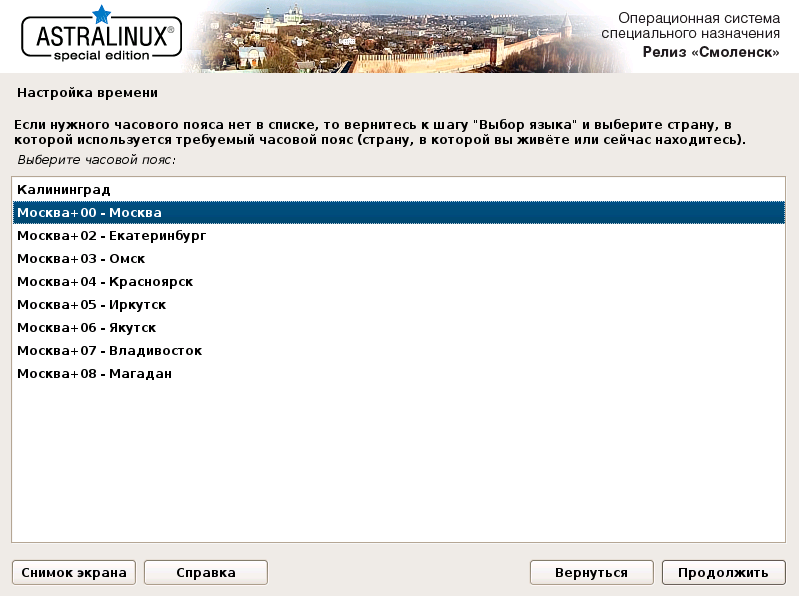 ASTRALINUX®
special edition
Операционная система
специального назначения
Релиз «Смоленск»
Настройка времени
Если нужного часового пояса нет в списке, то вернитесь к шагу "Выбор языка" и выберите страну, в
которой используется требуемый часовой пояс (страну, в которой вы живёте или сейчас находитесь).
Выберите часовой пояс:
Калининград
Москва+00 - Москва
Москва+02 - Екатеринбург
Москва+03 - Омск
Москва+04 - Красноярск
Москва+05 - Иркутск
Москва+06 - Якутск
Москва+07 - Владивосток
Москва+08 - Магадан
Снимок экрана
Справка
Вернуться
Продолжить